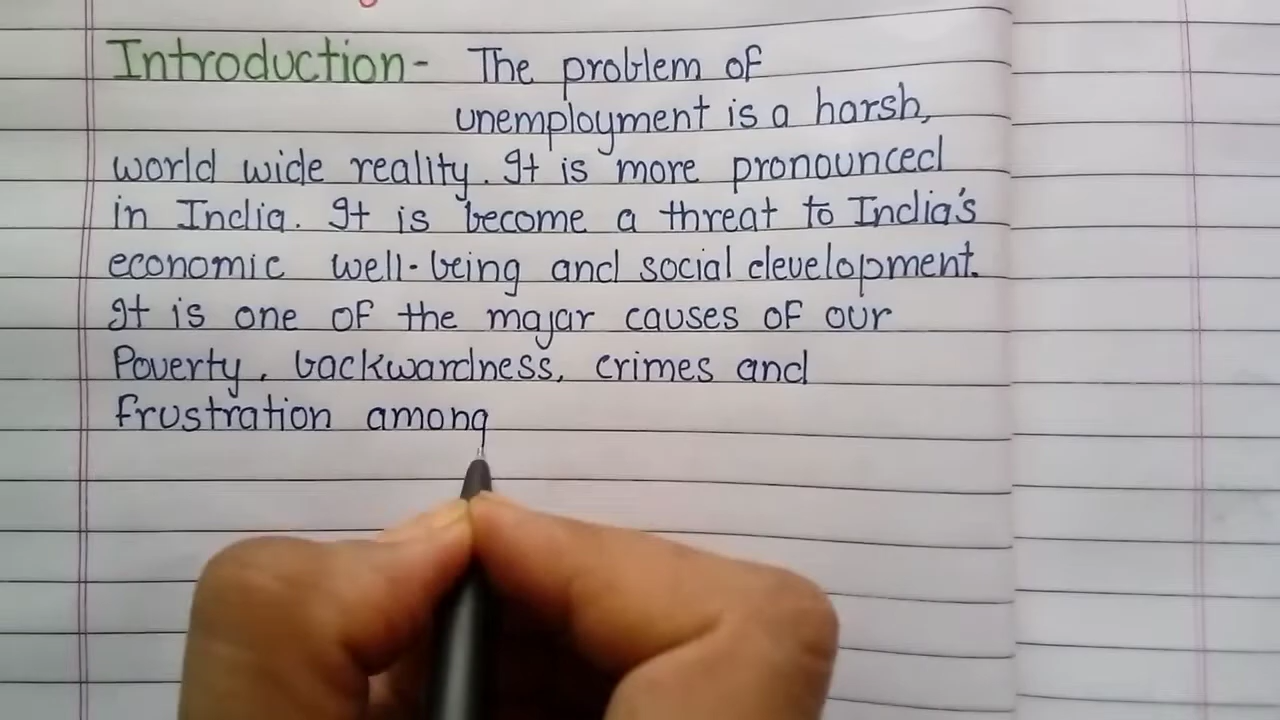 Introduction- The problem of
unemployment is a harsh,
world wide reality. It is more pronounced
in India. It is become a threat to India's
economic well-being and social development.
It is one of the majar causes of our
Poverty, backwardness, crimes and
frustration among